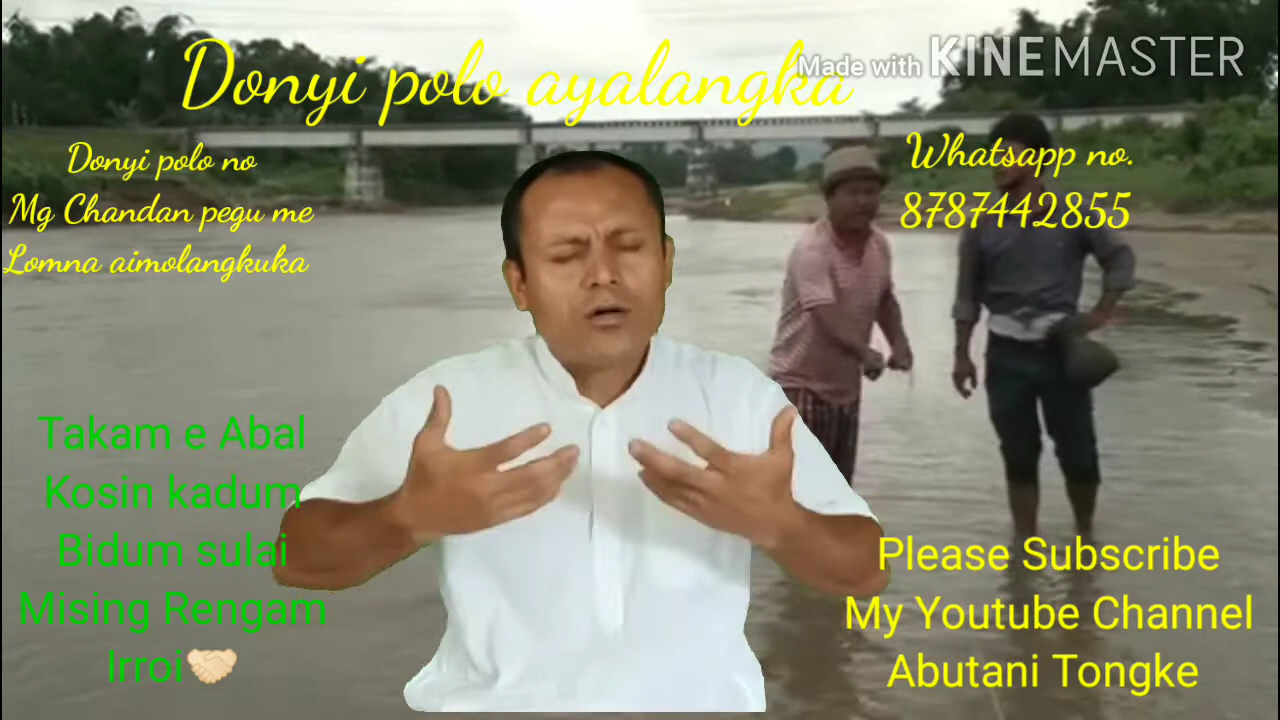 Donyi polo ayalangka
Made with KINEMASTER
Donyi polo no
Mg Chandan pegu me
Lomna aimolangkuka
Whatsapp no.
8787442855
Takam e Abal
Kosin kadum
Bidum sulai
Mising Rengam
Irroi🤝🏻
Please Subscribe
My Youtube Channel
Abutani Tongke